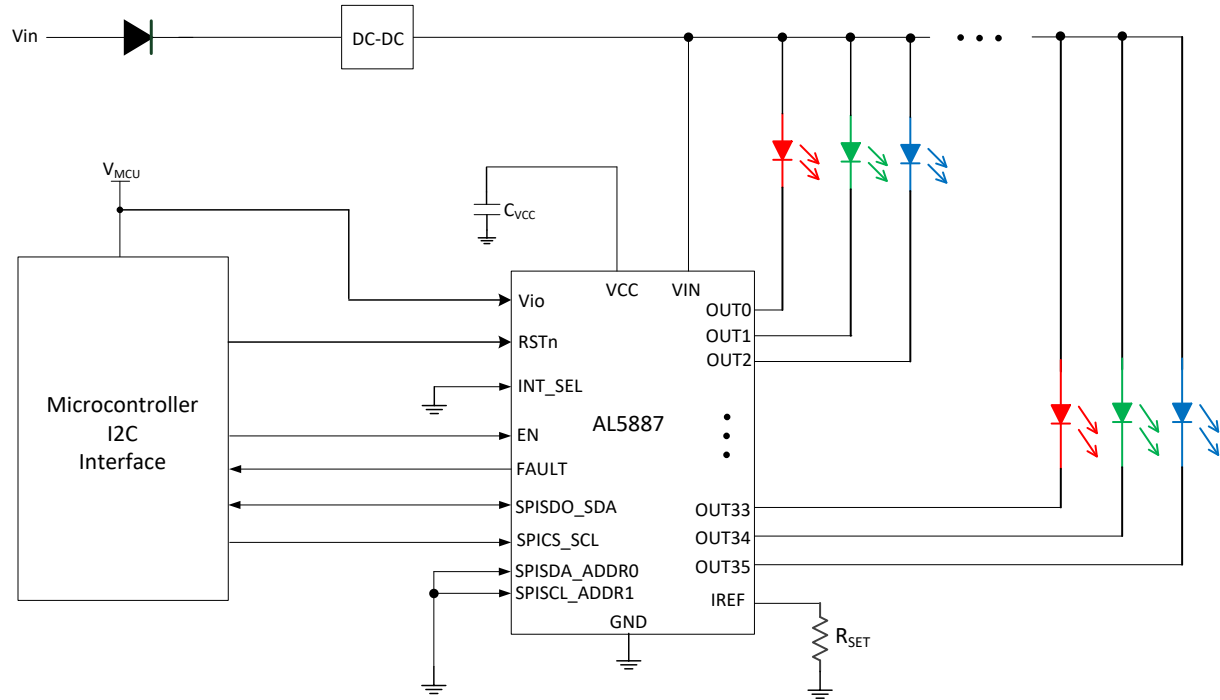 Vin
DC-DC
VMCU
CVCC
Microcontroller
I2C
Interface
VCC
VIN
Vio
RSTn
INT_SEL
EN
FAULT
SPISDO_SDA
SPICS_SCL
SPISDA_ADDR0
SPISCL_ADDR1
GND
AL5887
OUT0
OUT1
OUT2
OUT33
OUT34
OUT35
IREF
RSET